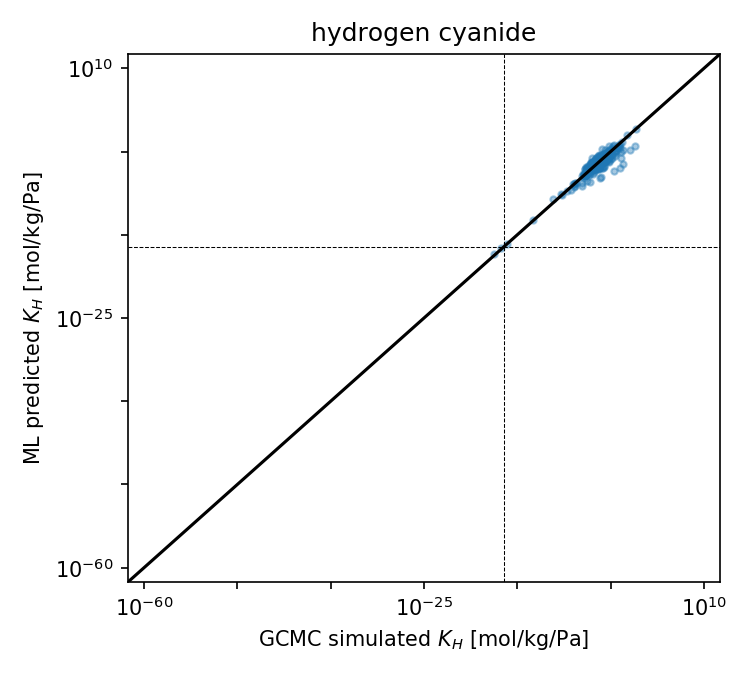 hydrogen cyanide
10^10
10^-25
10^-60
ML predicted K_H [mol/kg/Pa]
10^-60 10^-25 10^10
GCMC simulated K_H [mol/kg/Pa]